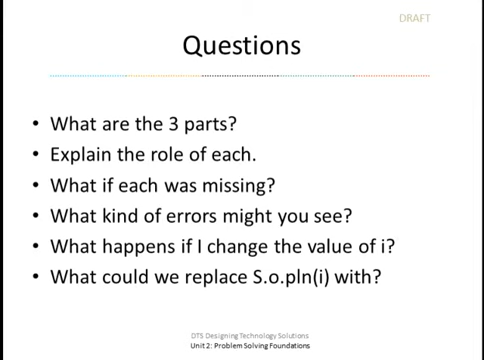 DRAFT
Questions
• What are the 3 parts?
• Explain the role of each.
• What if each was missing?
• What kind of errors might you see?
• What happens if I change the value of i?
• What could we replace S.o.pln(i) with?
DTS Designing Technology Solutions
Unit 2: Problem Solving Foundations